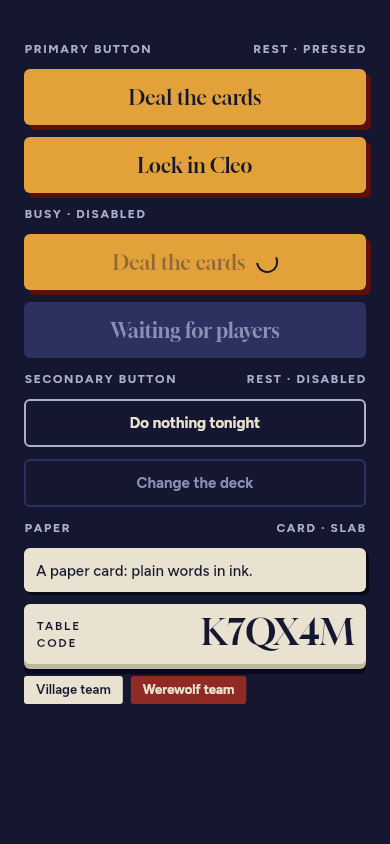 PRIMARY BUTTON REST · PRESSED
Deal the cards
Lock in Cleo
BUSY · DISABLED
Deal the cards
Waiting for players
SECONDARY BUTTON REST · DISABLED
Do nothing tonight
Change the deck
PAPER CARD · SLAB
A paper card: plain words in ink.
TABLE
CODE
K7QX4M
Village team Werewolf team